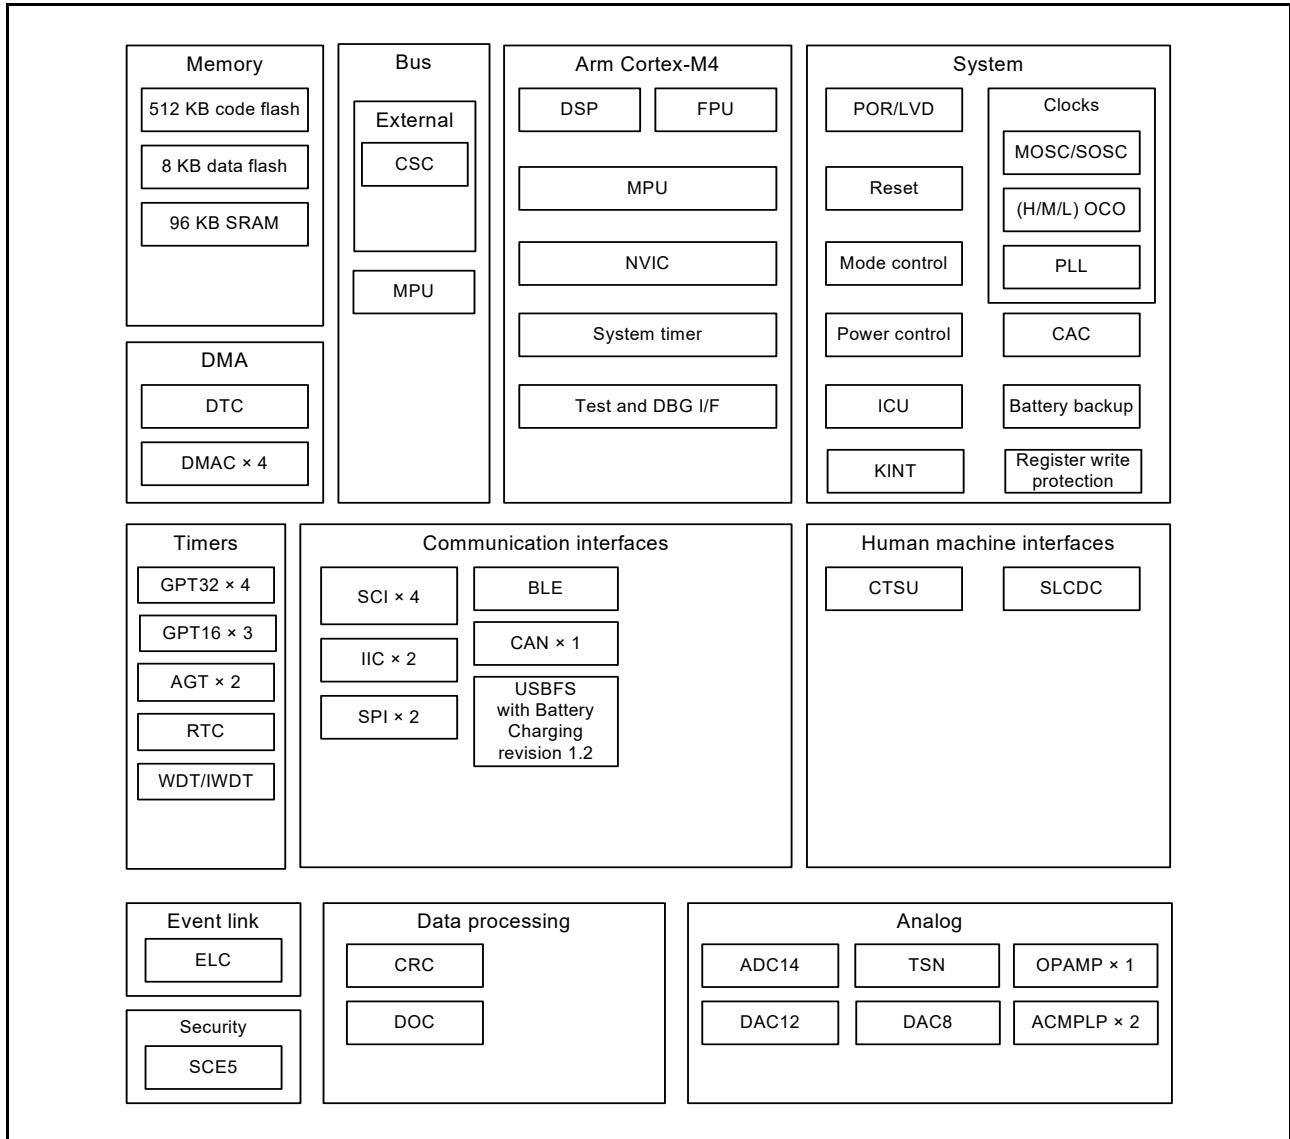 Memory
512 KB code flash
8 KB data flash
96 KB SRAM
DMA
DTC
DMAC × 4
Bus
External
CSC
MPU
Arm Cortex-M4
DSP
FPU
MPU
NVIC
System timer
Test and DBG I/F
System
POR/LVD
Reset
Mode control
Power control
ICU
KINT
Clocks
MOSC/SOSC
(H/M/L) OCO
PLL
CAC
Battery backup
Register write
protection
Timers
GPT32 × 4
GPT16 × 3
AGT × 2
RTC
WDT/IWDT
Communication interfaces
SCI × 4
IIC × 2
SPI × 2
BLE
CAN × 1
USBFS
with Battery
Charging
revision 1.2
Human machine interfaces
CTSU
SLCDC
Event link
ELC
Security
SCE5
Data processing
CRC
DOC
Analog
ADC14
TSN
OPAMP × 1
DAC12
DAC8
ACMPLP × 2